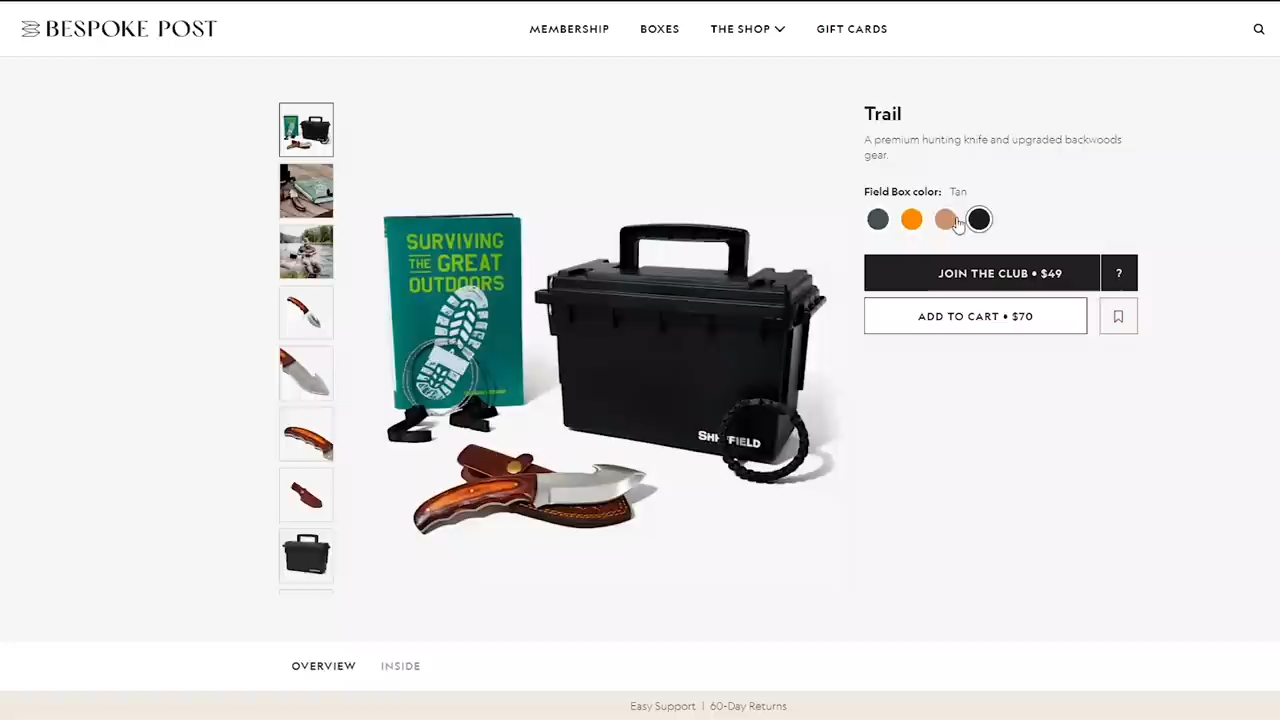 BESPOKE POST
MEMBERSHIP
BOXES
THE SHOP
GIFT CARDS
Trail
A premium hunting knife and upgraded backwoods
gear.
Field Box color: Tan
JOIN THE CLUB • $49
?
ADD TO CART • $70
SURVIVING
THE GREAT
OUTDOORS
SHEFFIELD
OVERVIEW
INSIDE
Easy Support | 60-Day Returns